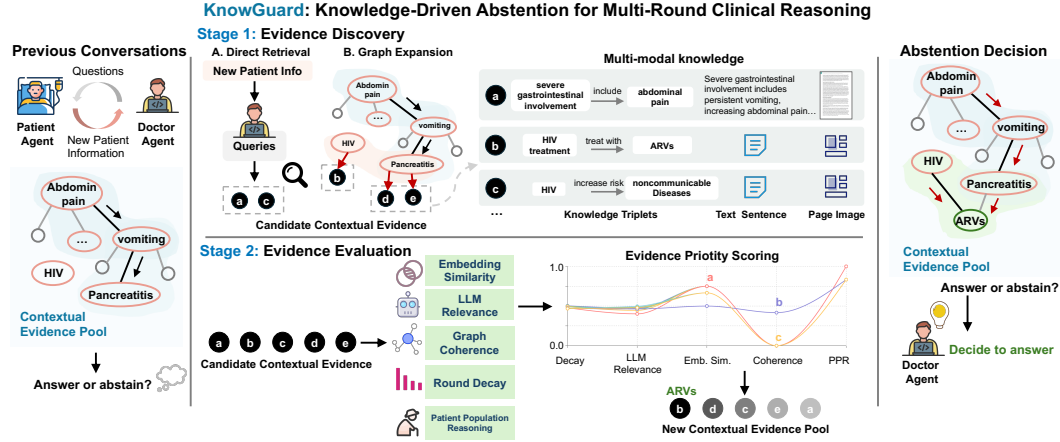 KnowGuard: Knowledge-Driven Abstention for Multi-Round Clinical Reasoning
Previous Conversations
Questions
Patient
Agent
Doctor
Agent
New Patient
Information
Abdomin
pain
...
vomiting
HIV
Pancreatitis
Contextual
Evidence Pool
Answer or abstain?
Stage 1: Evidence Discovery
A. Direct Retrieval
New Patient Info
Queries
a
c
B. Graph Expansion
Abdomin
pain
...
vomiting
HIV
Pancreatitis
b
d
e
Candidate Contextual Evidence
Multi-modal knowledge
a
severe
gastrointestinal
involvement
include
abdominal
pain
Severe gastrointestinal
involvement includes
persistent vomiting,
increasing abdominal pain...
b
HIV
treatment
treat with
ARVs
c
HIV
increase risk
noncommunicable
Diseases
...
Knowledge Triplets
Text Sentence
Page Image
Stage 2: Evidence Evaluation
a
b
c
d
e
Candidate Contextual Evidence
Embedding
Similarity
LLM
Relevance
Graph
Coherence
Round Decay
Patient Population
Reasoning
Evidence Priotity Scoring
1.0
0.0
a
b
c
Decay
LLM
Relevance
Emb. Sim.
Coherence
PPR
ARVs
b
d
c
e
a
New Contextual Evidence Pool
Abstention Decision
Abdomin
pain
...
vomiting
HIV
Pancreatitis
ARVs
Contextual
Evidence Pool
Answer or abstain?
Decide to answer
Doctor
Agent